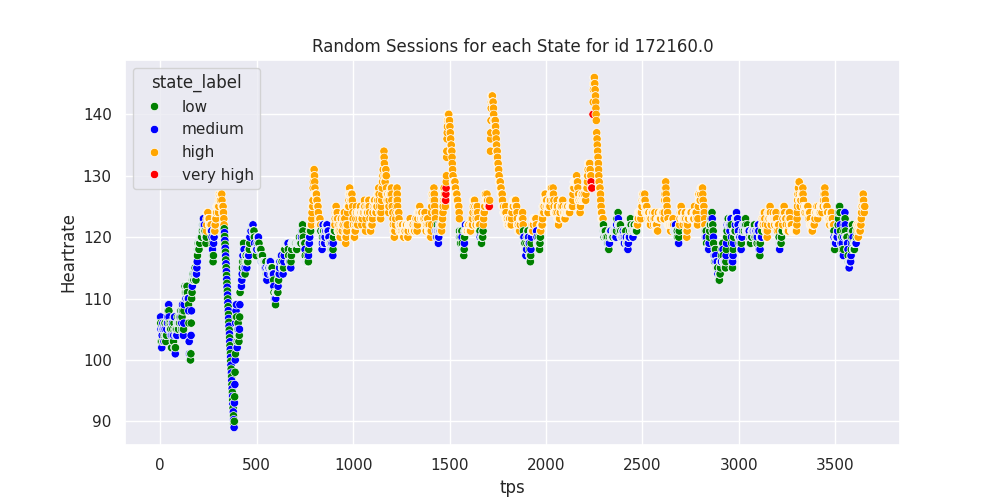 Random Sessions for each State for id 172160.0
state_label
low
medium
high
very high
Heartrate
140
130
120
110
100
90
0 500 1000 1500 2000 2500 3000 3500
tps